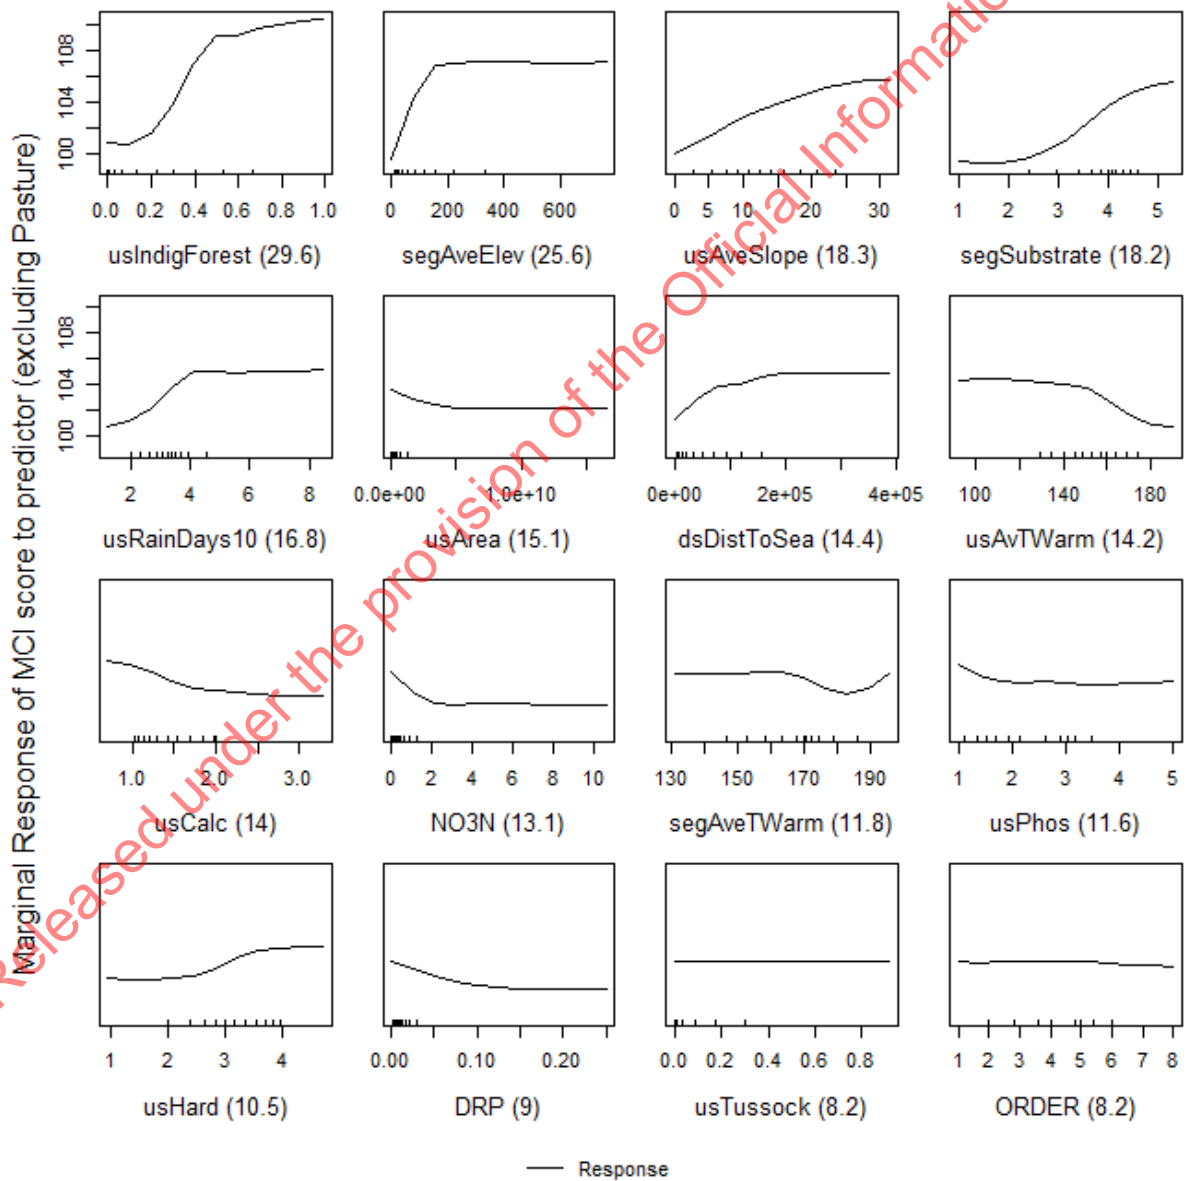 Marginal Response of MCI score to predictor (excluding Pasture)
Released under the provision of the Official Informatio
100 104 108
0.0 0.2 0.4 0.6 0.8 1.0
usIndigForest (29.6)
0 200 400 600
segAveElev (25.6)
0 5 10 20 30
usAveSlope (18.3)
1 2 3 4 5
segSubstrate (18.2)
100 104 108
2 4 6 8
usRainDays10 (16.8)
0.0e+00 1.0e+10
usArea (15.1)
0e+00 2e+05 4e+05
dsDistToSea (14.4)
100 140 180
usAvTWarm (14.2)
1.0 2.0 3.0
usCalc (14)
0 2 4 6 8 10
NO3N (13.1)
130 150 170 190
segAveTWarm (11.8)
1 2 3 4 5
usPhos (11.6)
1 2 3 4
usHard (10.5)
0.00 0.10 0.20
DRP (9)
0.0 0.2 0.4 0.6 0.8
usTussock (8.2)
1 2 3 4 5 6 7 8
ORDER (8.2)
Response